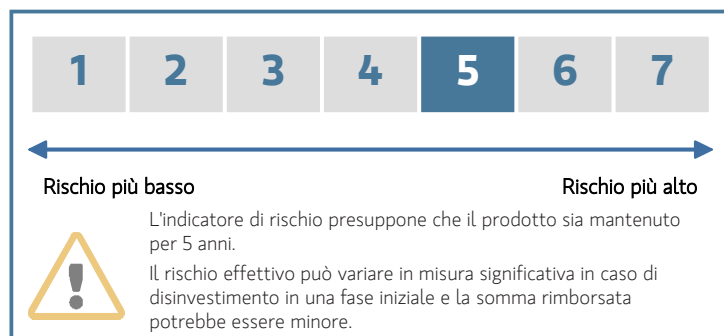 1 2 3 4 5 6 7
Rischio più basso Rischio più alto
L'indicatore di rischio presuppone che il prodotto sia mantenuto
per 5 anni.
Il rischio effettivo può variare in misura significativa in caso di
disinvestimento in una fase iniziale e la somma rimborsata
potrebbe essere minore.